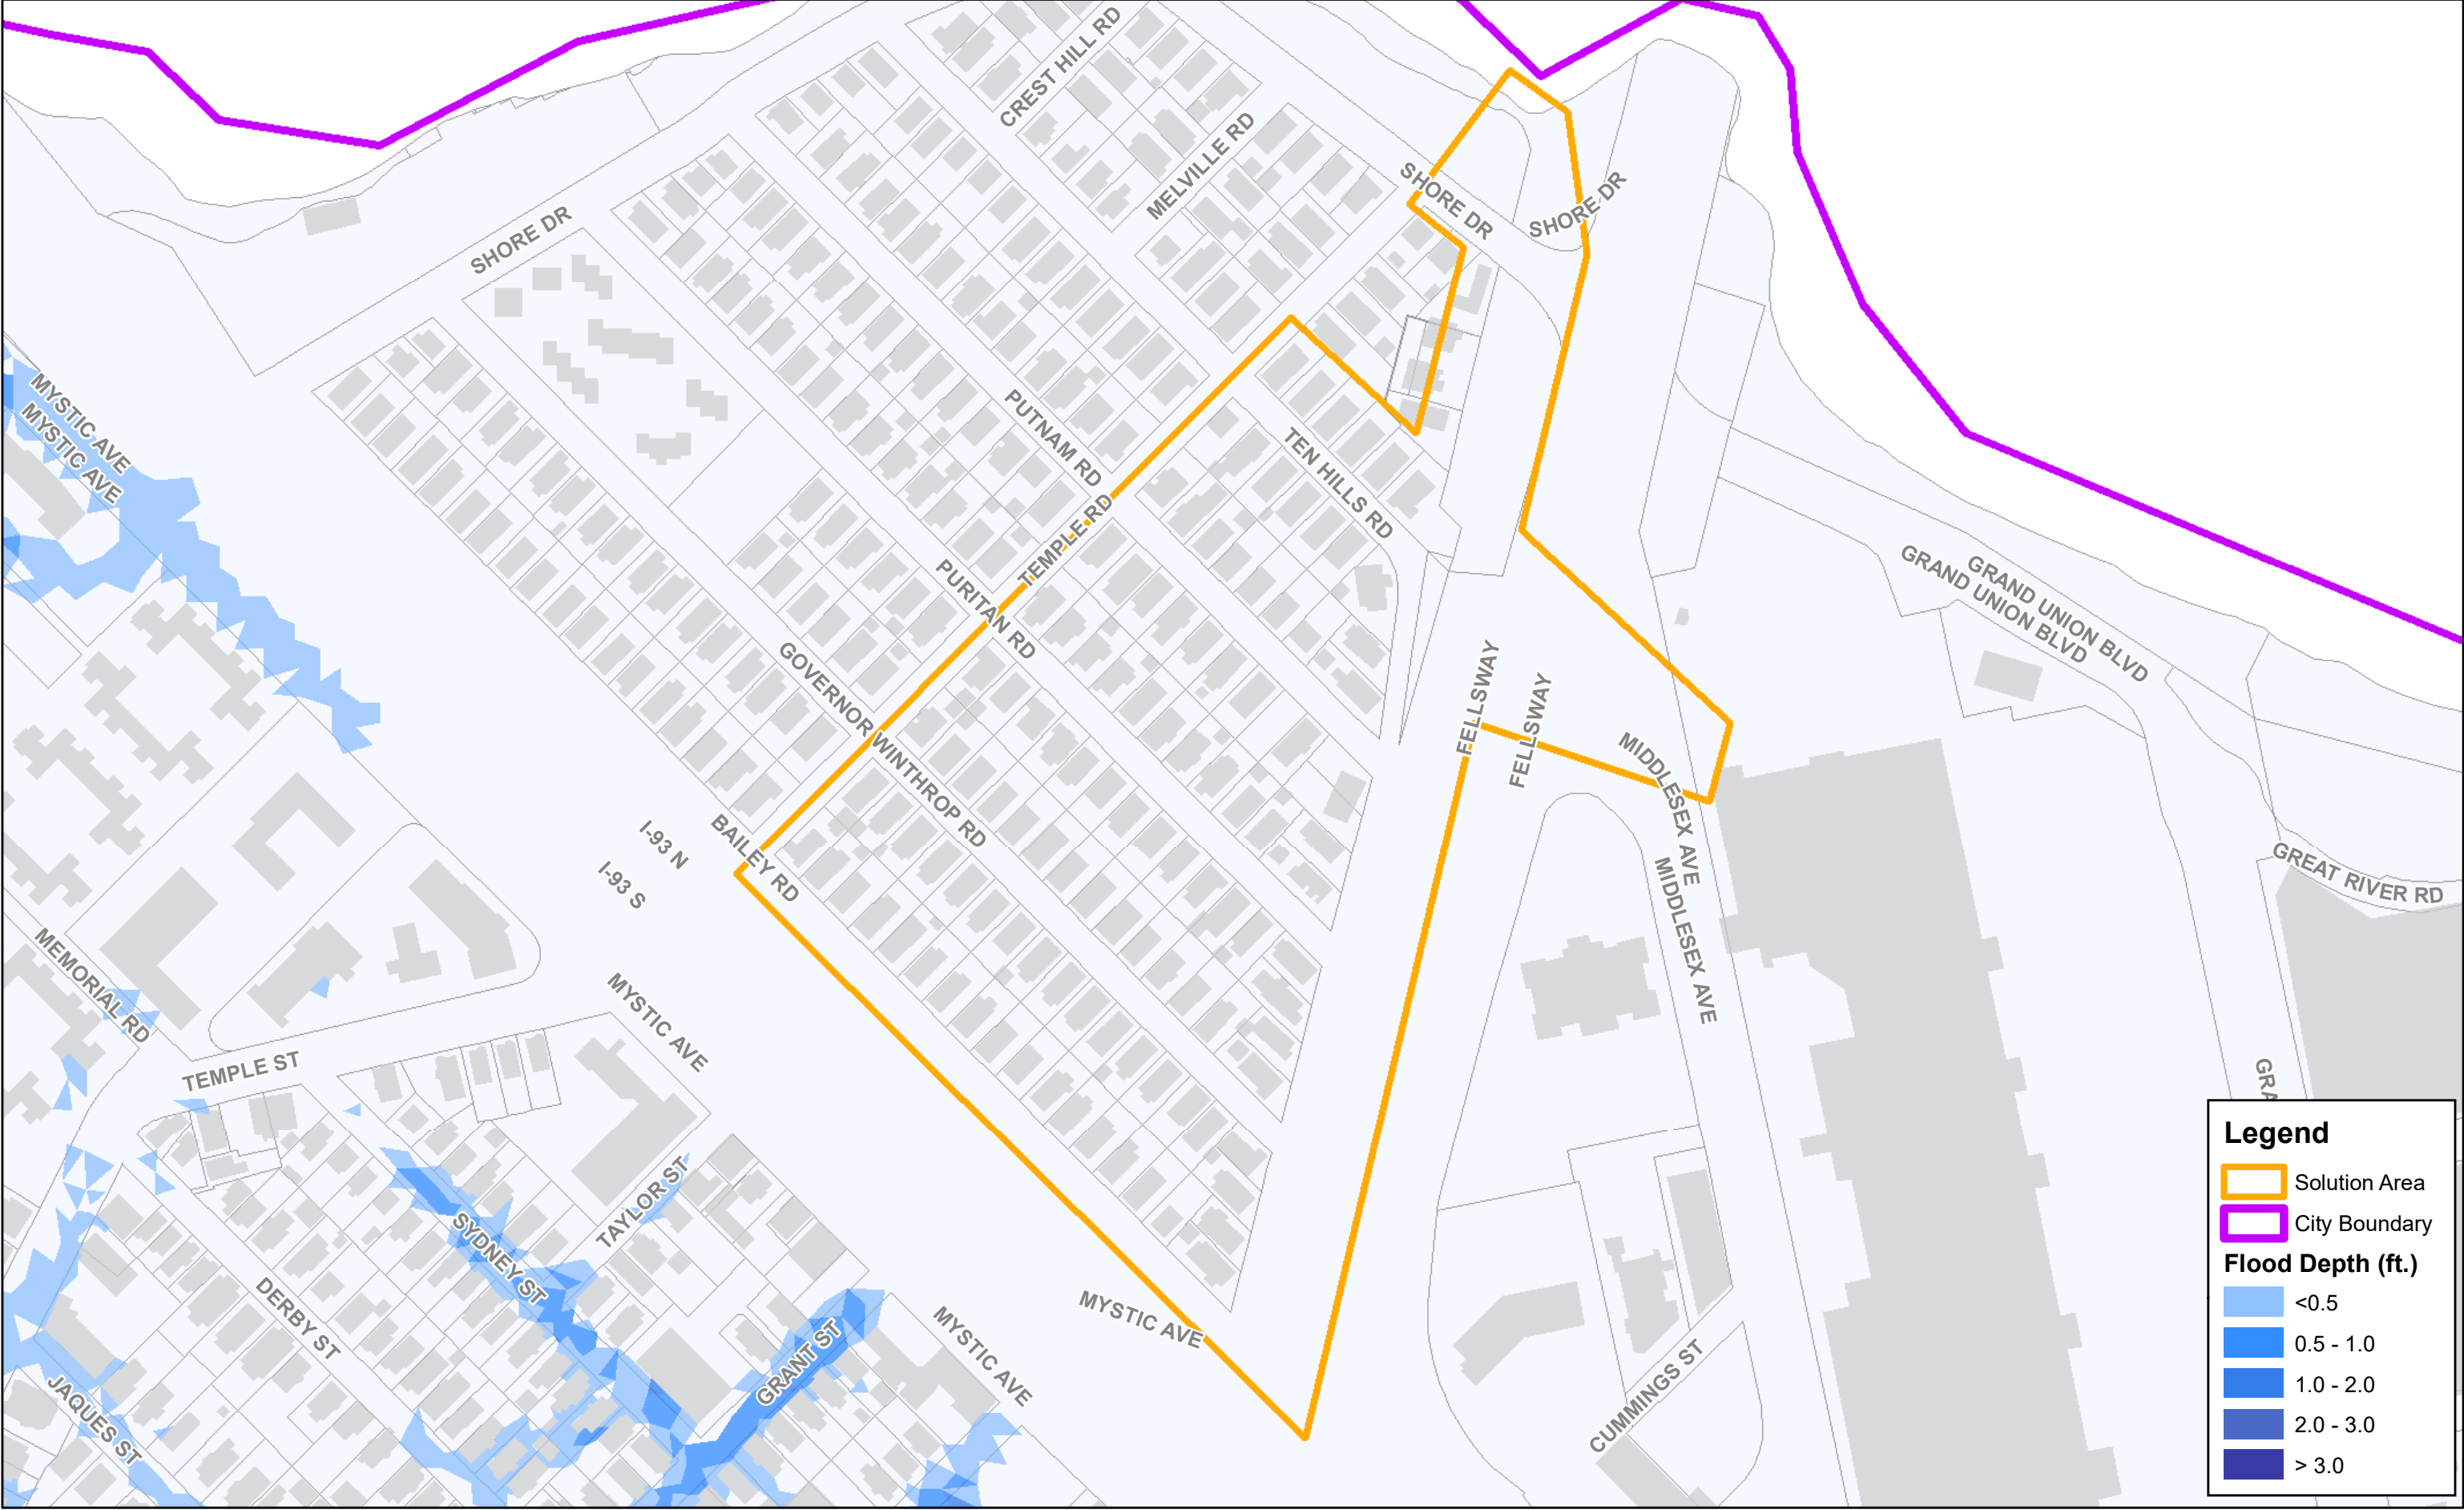 CREST HILL RD
MELVILLE RD
SHORE DR
SHORE DR
SHORE DR
MYSTIC AVE
MYSTIC AVE
PUTNAM RD
TEN HILLS RD
TEMPLE RD
PURITAN RD
GRAND UNION BLVD
GRAND UNION BLVD
GOVERNOR WINTHROP RD
FELLSWAY
FELLSWAY
MIDDLESEX AVE
MIDDLESEX AVE
I-93 N
I-93 S
BAILEY RD
GREAT RIVER RD
MEMORIAL RD
MYSTIC AVE
TEMPLE ST
GRA
TAYLOR ST
SYDNEY ST
DERBY ST
GRANT ST
MYSTIC AVE
MYSTIC AVE
JAQUES ST
CUMMINGS ST
Legend
Solution Area
City Boundary
Flood Depth (ft.)
<0.5
0.5 - 1.0
1.0 - 2.0
2.0 - 3.0
> 3.0